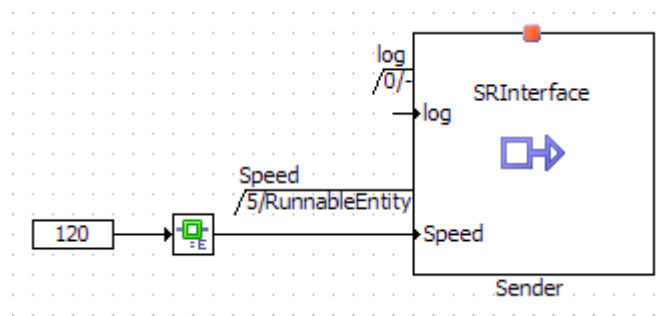 log
/0/-
SRInterface
log
Speed
/5/RunnableEntity
120
=E
Speed
Sender